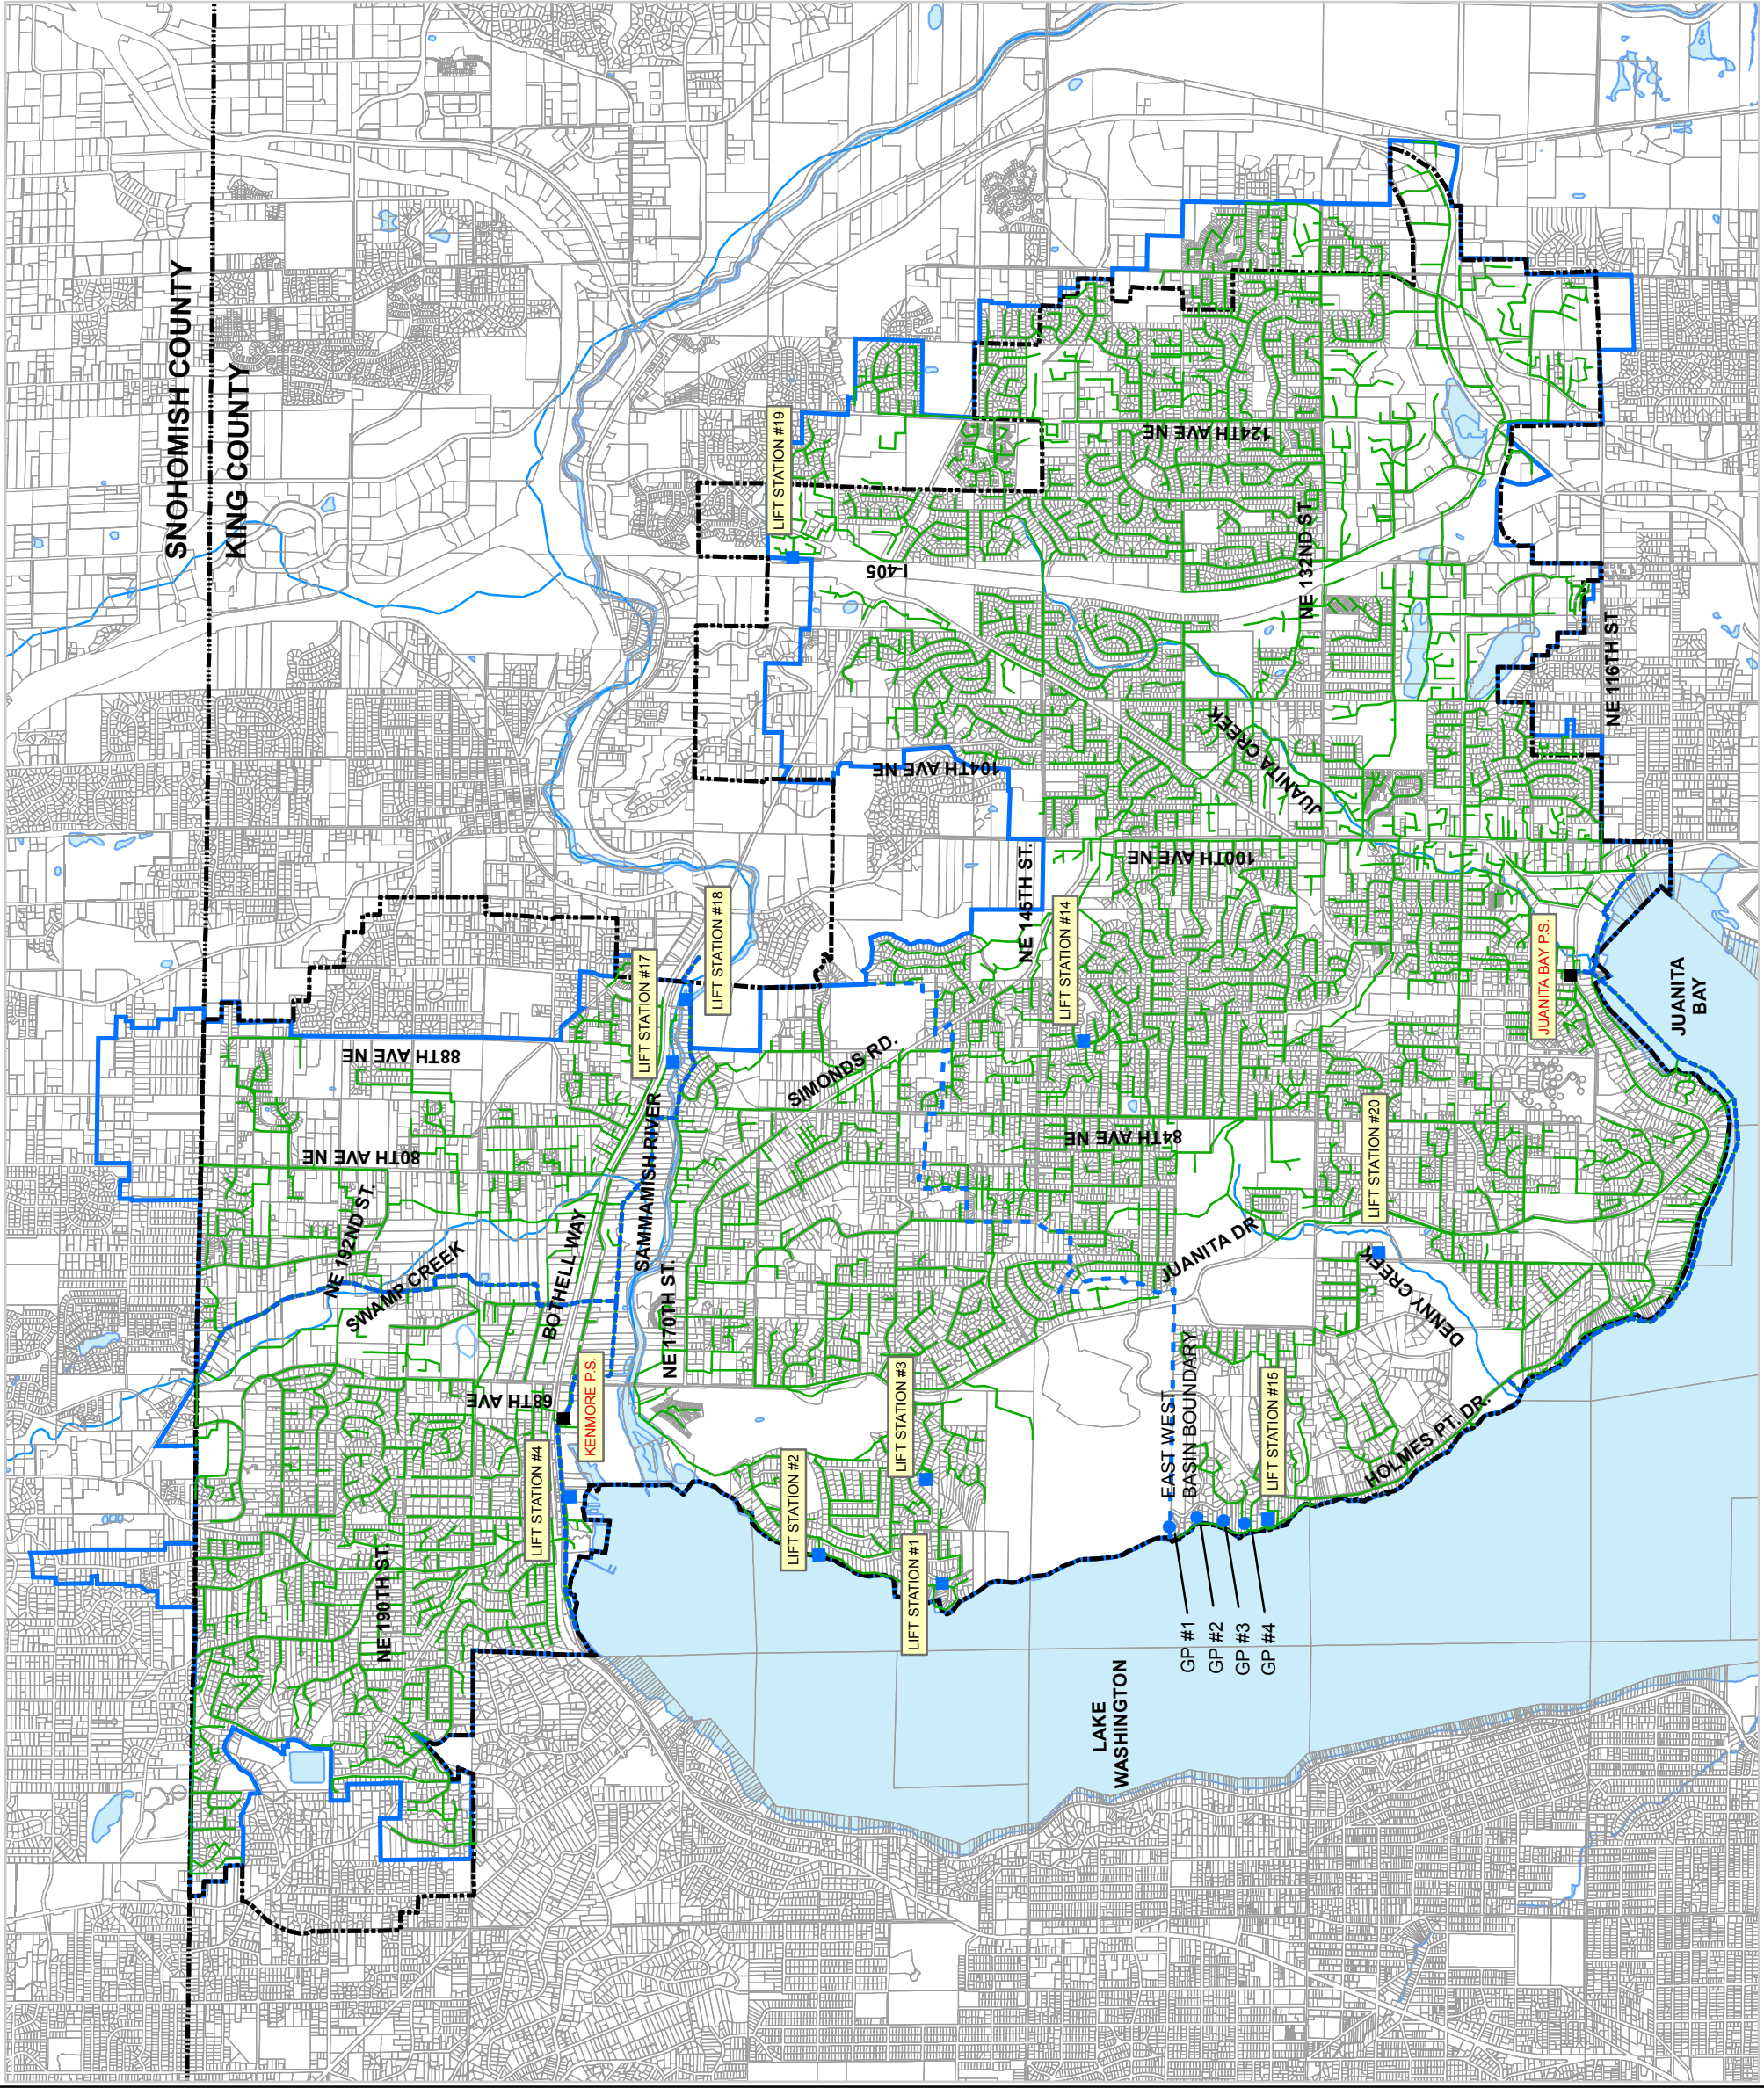 SNOHOMISH COUNTY
KING COUNTY
LIFT STATION #19
124TH AVE NE
I-405
NE 132ND ST.
NE 116TH ST
JUANITA CREEK
104TH AVE NE
100TH AVE NE
NE 145TH ST.
LIFT STATION #18
LIFT STATION #17
LIFT STATION #14
JUANITA BAY P.S.
JUANITA
BAY
88TH AVE NE
SIMONDS RD.
80TH AVE NE
84TH AVE NE
LIFT STATION #20
NE 192ND ST.
SWAMP CREEK
BOTHELL WAY
SAMMAMISH RIVER
NE 170TH ST.
JUANITA DR
DENNY CREEK
68TH AVE
KENMORE P.S.
LIFT STATION #4
LIFT STATION #3
LIFT STATION #2
LIFT STATION #1
EAST WEST
BASIN BOUNDARY
LIFT STATION #15
HOLMES PT. DR.
NE 190TH ST.
GP #1
GP #2
GP #3
GP #4
LAKE
WASHINGTON